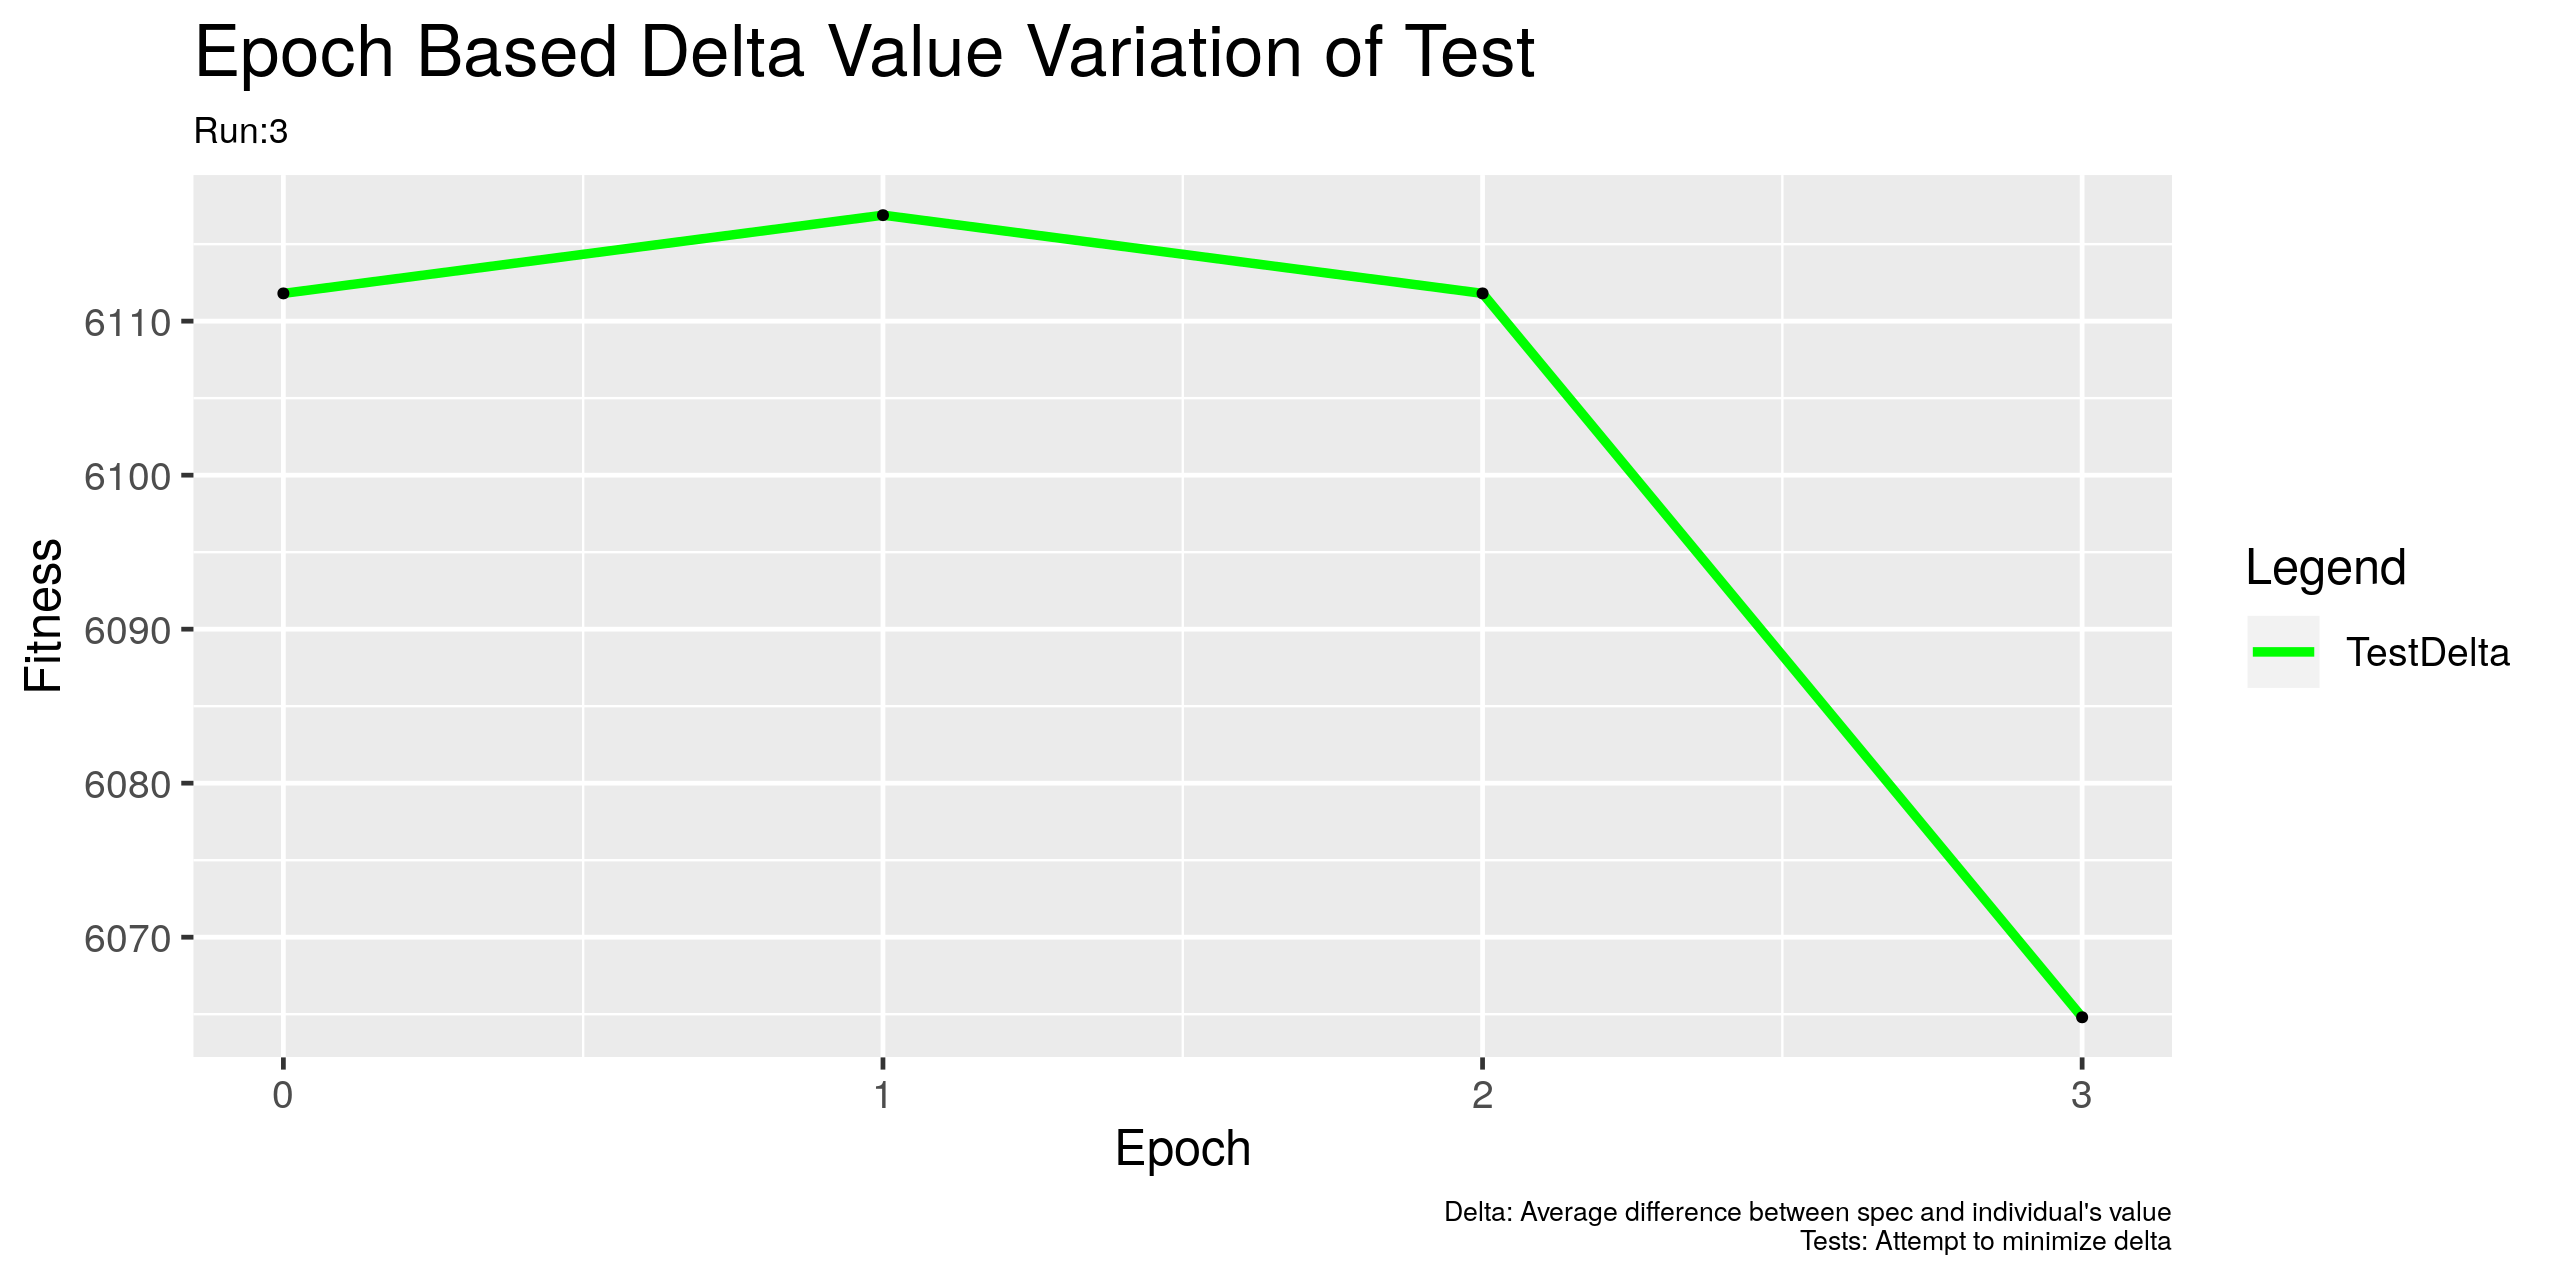 Epoch Based Delta Value Variation of Test
Run:3
6110
6100
6090
6080
6070
Fitness
0 1 2 3
Epoch
Legend
TestDelta
Delta: Average difference between spec and individual's value
Tests: Attempt to minimize delta